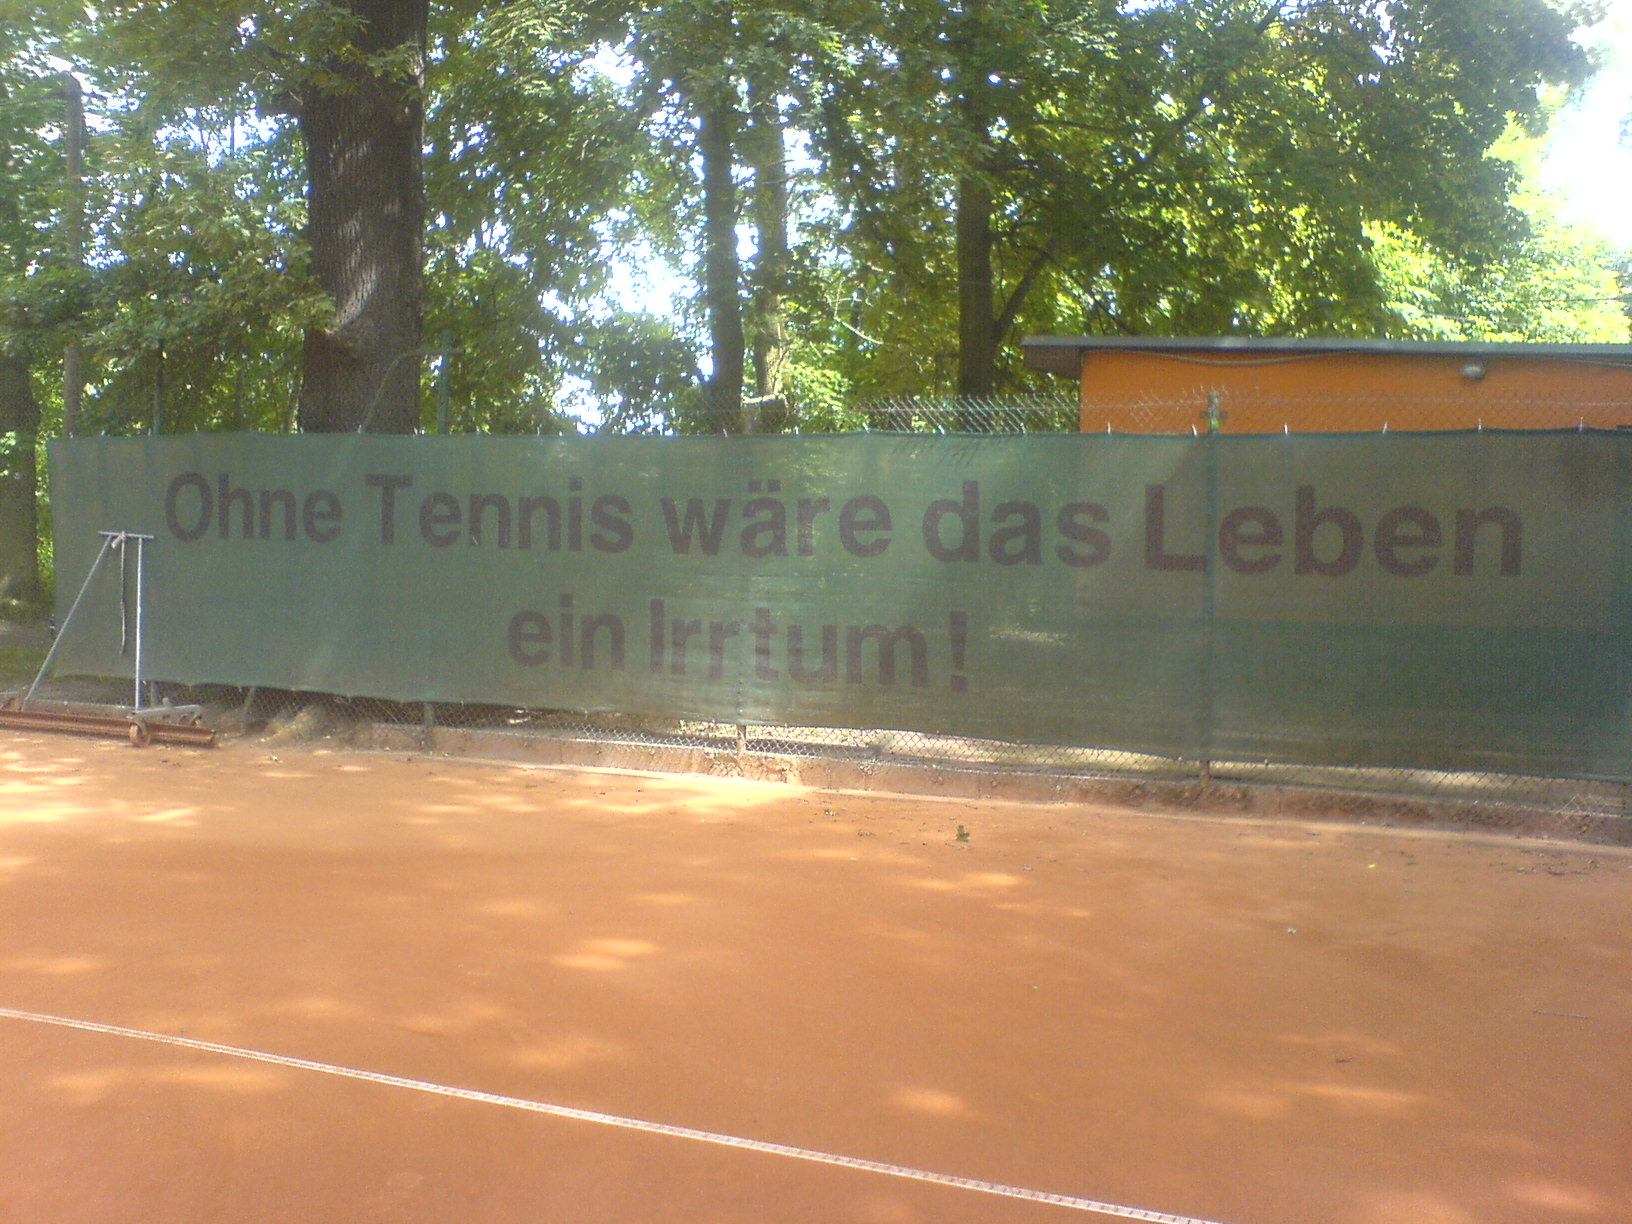 Ohne Tennis wäre das Leben
ein Irrtum!